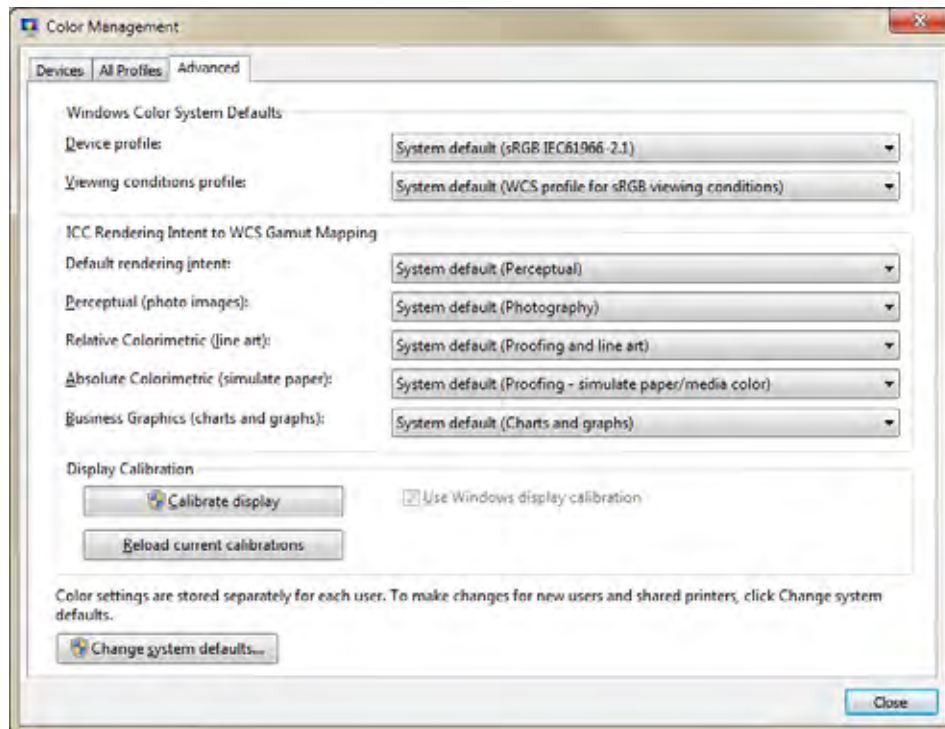 Color Management
Devices All Profiles Advanced
Windows Color System Defaults
Device profile: System default (sRGB IEC61966-2.1)
Viewing conditions profile: System default (WCS profile for sRGB viewing conditions)
ICC Rendering Intent to WCS Gamut Mapping
Default rendering intent: System default (Perceptual)
Perceptual (photo images): System default (Photography)
Relative Colorimetric (line art): System default (Proofing and line art)
Absolute Colorimetric (simulate paper): System default (Proofing - simulate paper/media color)
Business Graphics (charts and graphs): System default (Charts and graphs)
Display Calibration
Calibrate display Use Windows display calibration
Reload current calibrations
Color settings are stored separately for each user. To make changes for new users and shared printers, click Change system
defaults.
Change system defaults...
Close